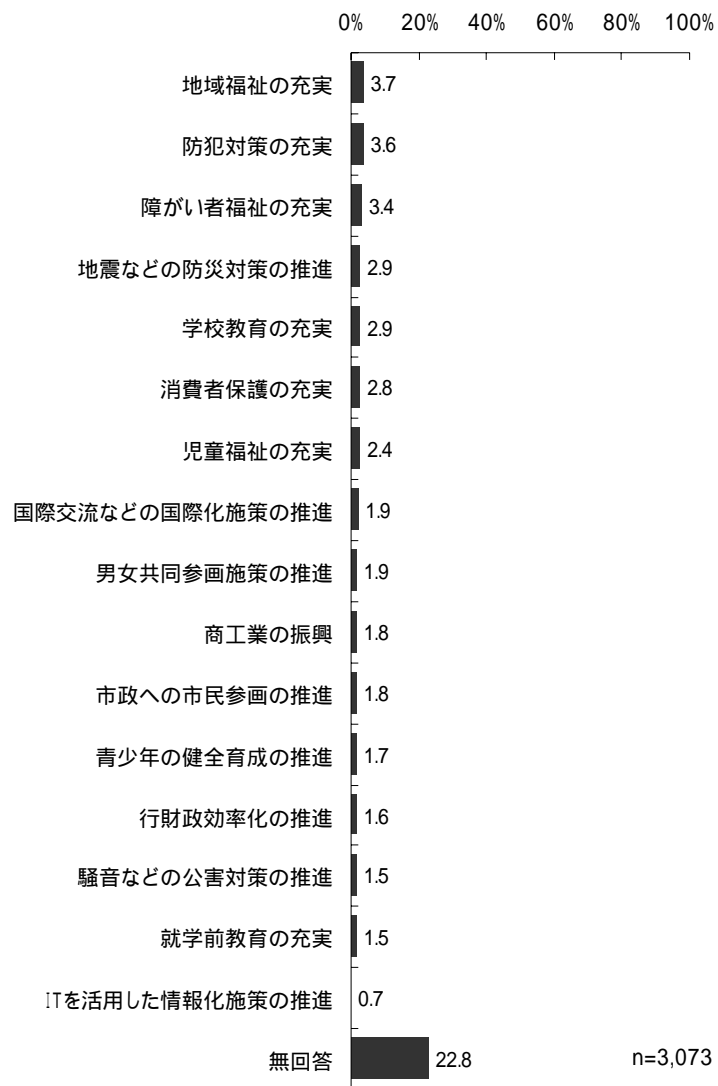 0% 20% 40% 60% 80% 100%
地域福祉の充実 3.7
防犯対策の充実 3.6
障がい者福祉の充実 3.4
地震などの防災対策の推進 2.9
学校教育の充実 2.9
消費者保護の充実 2.8
児童福祉の充実 2.4
国際交流などの国際化施策の推進 1.9
男女共同参画施策の推進 1.9
商工業の振興 1.8
市政への市民参画の推進 1.8
青少年の健全育成の推進 1.7
行財政効率化の推進 1.6
騒音などの公害対策の推進 1.5
就学前教育の充実 1.5
ITを活用した情報化施策の推進 0.7
無回答 22.8 n=3,073